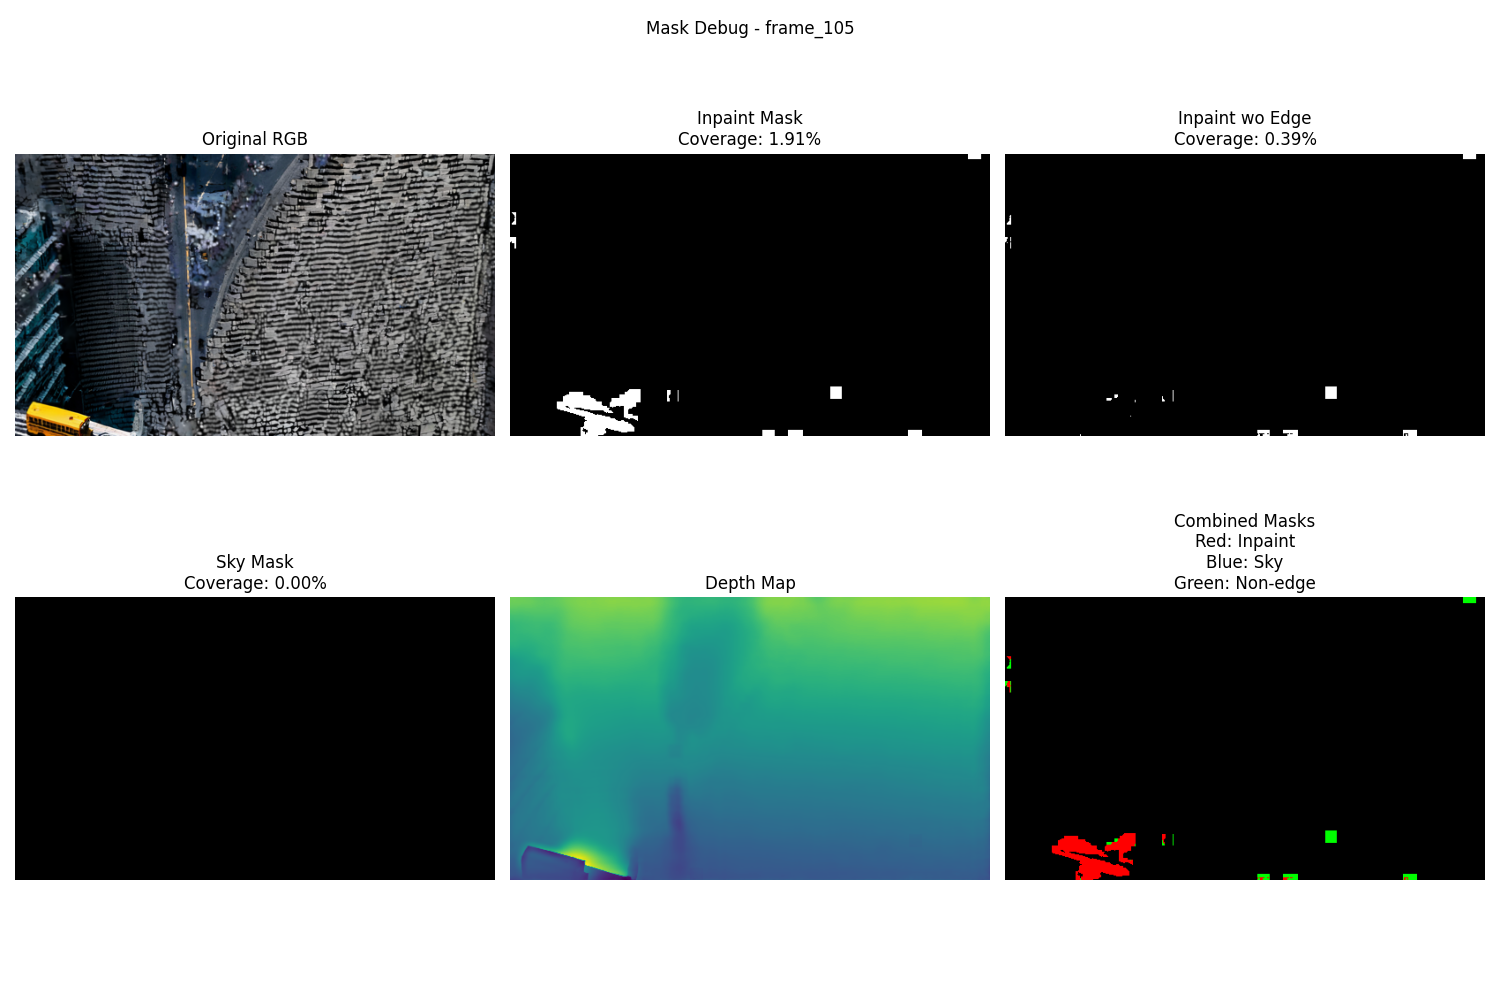 Mask Debug - frame_105
Original RGB
Inpaint Mask
Coverage: 1.91%
Inpaint wo Edge
Coverage: 0.39%
Sky Mask
Coverage: 0.00%
Depth Map
Combined Masks
Red: Inpaint
Blue: Sky
Green: Non-edge